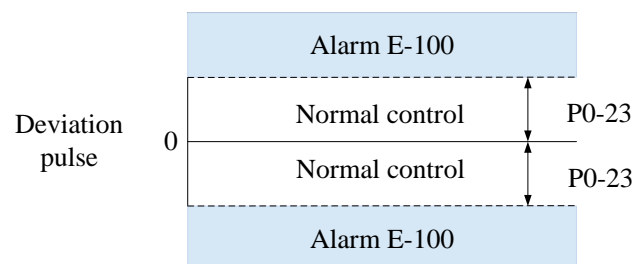 Alarm E-100
Normal control
P0-23
Deviation
pulse
0
Normal control
P0-23
Alarm E-100